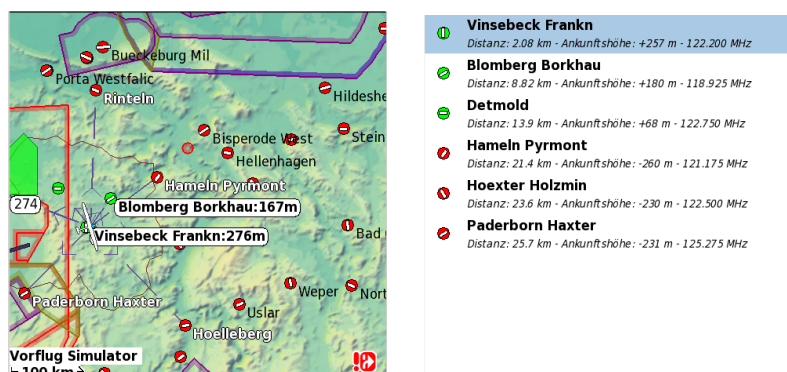 Bueckeburg Mil
Porta Westfalic
Rinteln
Hildeshe
Bisperode West
Stein
Hellenhagen
Hameln Pyrmont
274
Blomberg Borkhau:167m
Vinsebeck Frankn:276m
Bad
Paderborn Haxter
Weper
Nort
Uslar
Hoelleberg
Vorflug Simulator
100 km
Vinsebeck Frankn
Distanz: 2.08 km - Ankunftshöhe: +257 m - 122.200 MHz
Blomberg Borkhau
Distanz: 8.82 km - Ankunftshöhe: +180 m - 118.925 MHz
Detmold
Distanz: 13.9 km - Ankunftshöhe: +68 m - 122.750 MHz
Hameln Pyrmont
Distanz: 21.4 km - Ankunftshöhe: -260 m - 121.175 MHz
Hoexter Holzmin
Distanz: 23.6 km - Ankunftshöhe: -230 m - 122.500 MHz
Paderborn Haxter
Distanz: 25.7 km - Ankunftshöhe: -231 m - 125.275 MHz